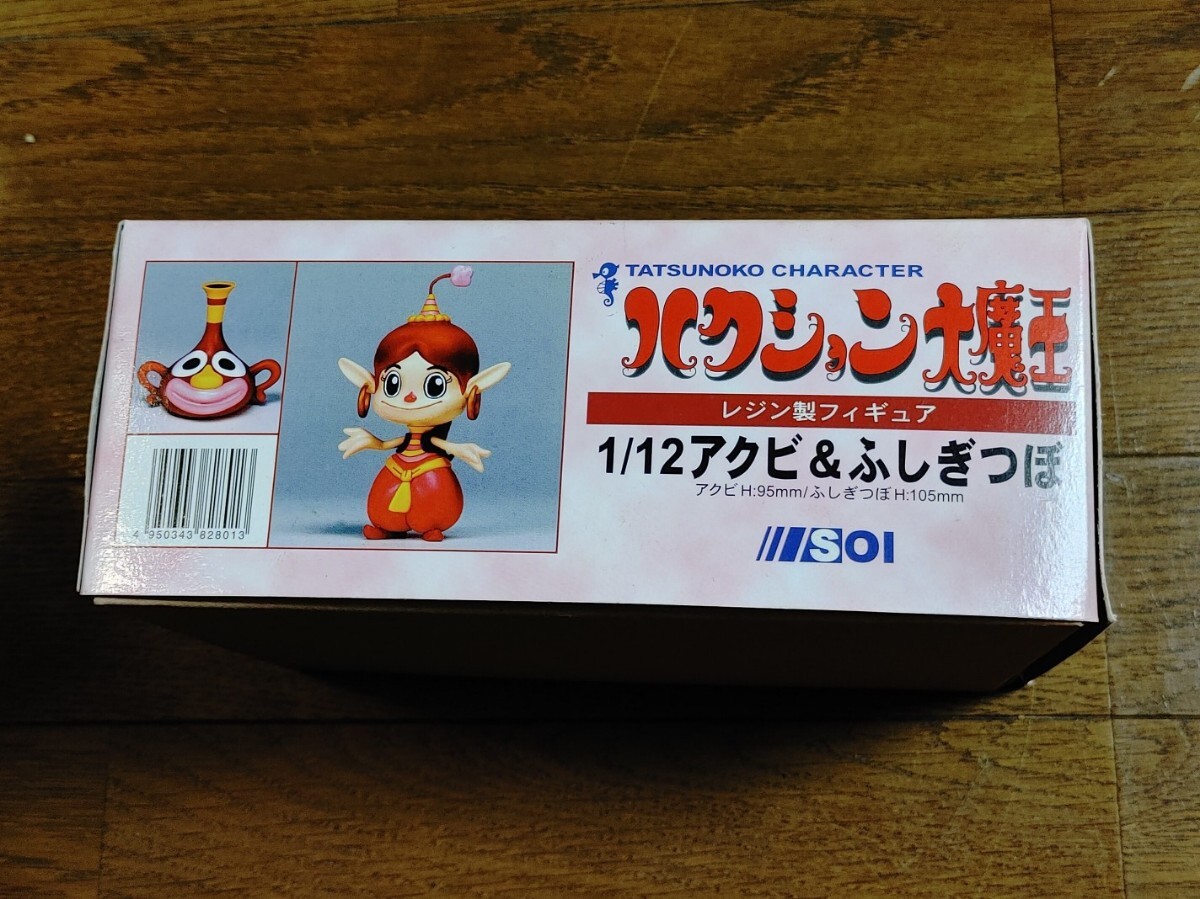 TATSUNOKO CHARACTER
ハクション大魔王
レジン製フィギュア
1/12アクビ&ふしぎつぼ
アクビH:95mm/ふしぎつぼH:105mm
SOI
4 950343 828013